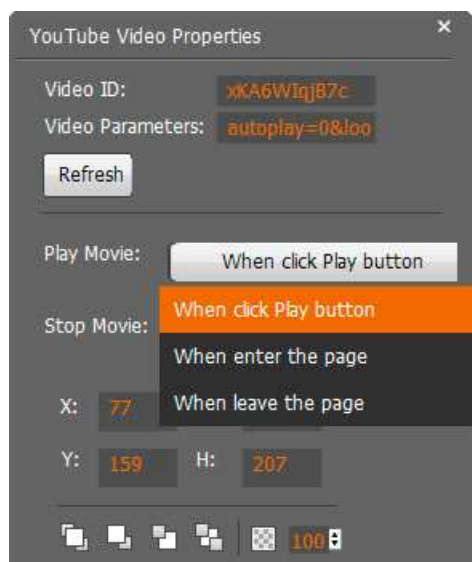 YouTube Video Properties ×
Video ID: xKA6WIqjB7c
Video Parameters: autoplay=0&loo
Refresh
Play Movie: When click Play button
When click Play button
Stop Movie:
When enter the page
When leave the page
X: 77
Y: 159 H: 207
100